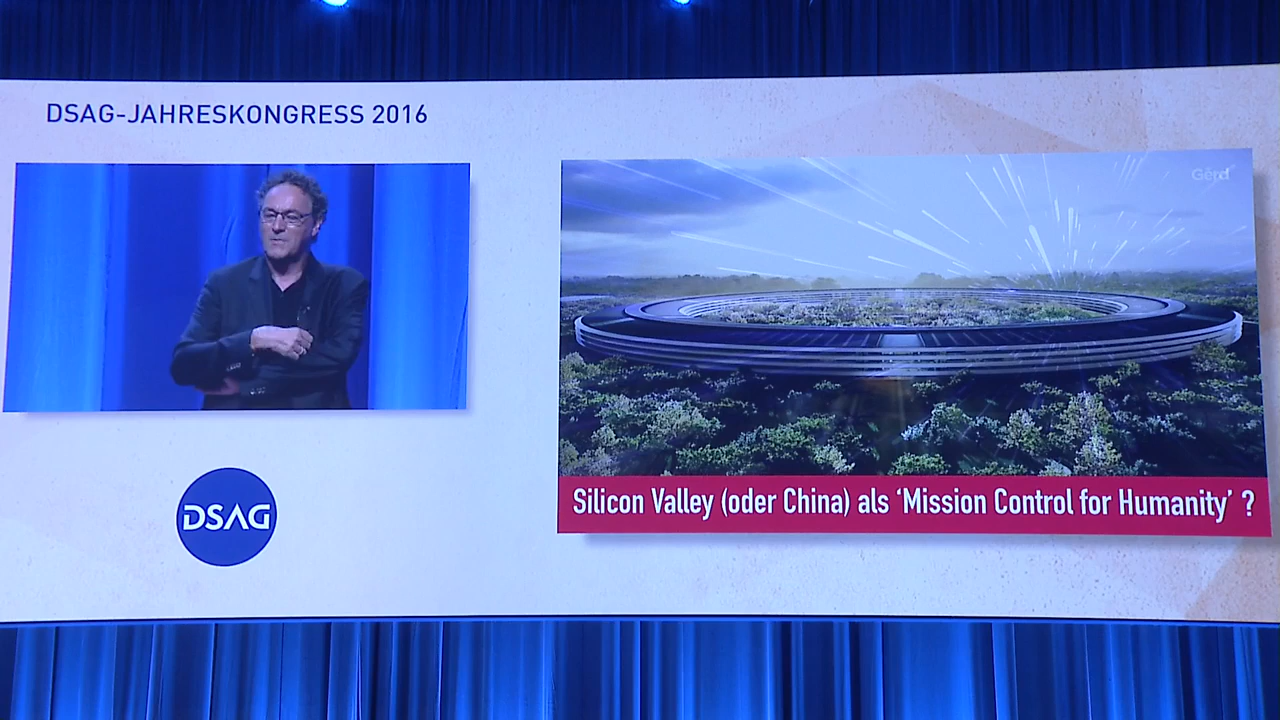 DSAG-JAHRESKONGRESS 2016
Gerd
DSAG
Silicon Valley (oder China) als ‘Mission Control for Humanity’ ?